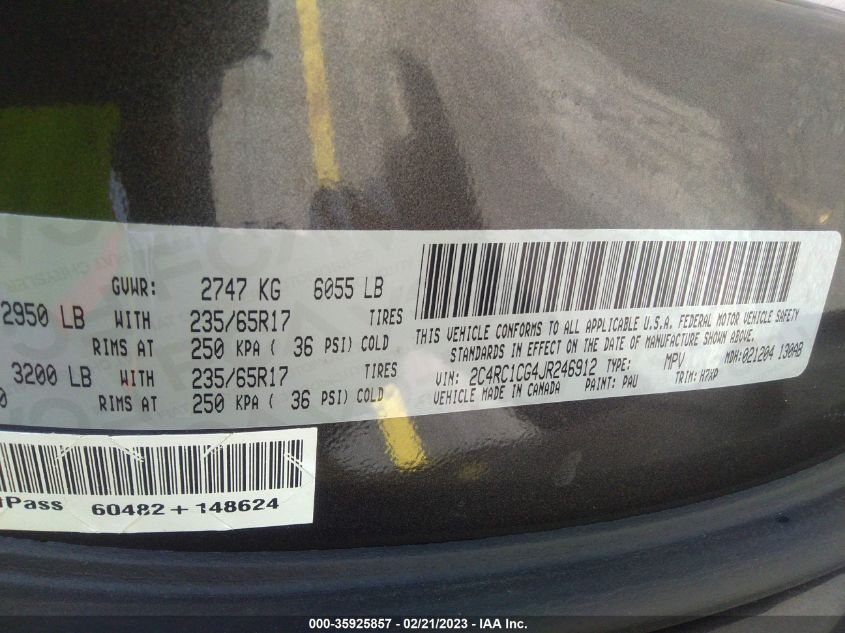 GVWR: 2747 KG 6055 LB
2950 LB WITH 235/65R17 TIRES
RIMS AT 250 KPA ( 36 PSI) COLD
3200 LB WITH 235/65R17 TIRES
0 RIMS AT 250 KPA ( 36 PSI) COLD
THIS VEHICLE CONFORMS TO ALL APPLICABLE U.S.A. FEDERAL MOTOR VEHICLE SAFETY
STANDARDS IN EFFECT ON THE DATE OF MANUFACTURE SHOWN ABOVE.
VIN: 2C4RC1CG4JR246912 TYPE: MPV MDH:021204 130AB
VEHICLE MADE IN CANADA PAINT: PAU TRIM: H7XP
Pass 60482+148624
000-35925857 - 02/21/2023 - IAA Inc.